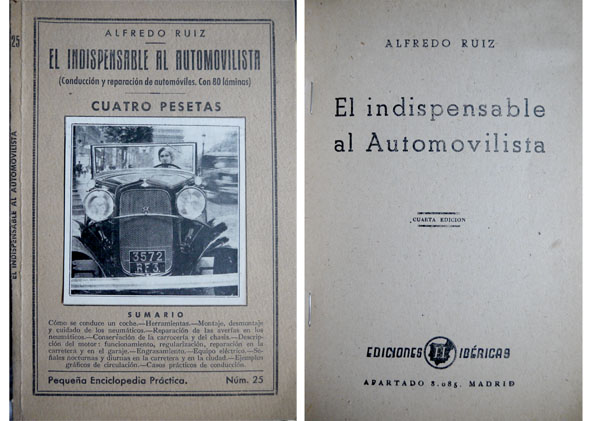 25
EL INDISPENSABLE AL AUTOMOVILISTA
ALFREDO RUIZ
EL INDISPENSABLE AL AUTOMOVILISTA
(Conducción y reparación de automóviles. Con 80 láminas)
CUATRO PESETAS
3572
RF3
SUMARIO
Cómo se conduce un coche.—Herramientas.—Montaje, desmontaje
y cuidado de los neumáticos.—Reparación de las averías en los
neumáticos.—Conservación de la carrocería y del chasis.—Descrip-
ción del motor: funcionamiento, regularización, reparación en la
carretera y en el garaje.—Engrasamiento.—Equipo eléctrico.—Se-
ñales nocturnas y diurnas en la carretera y en la ciudad.—Ejemplos
gráficos de circulación.—Casos prácticos de conducción.
Pequeña Enciclopedia Práctica. Núm. 25
ALFREDO RUIZ
El indispensable
al Automovilista
CUARTA EDICION
EDICIONES EI IBÉRICAS
APARTADO 8.085. MADRID